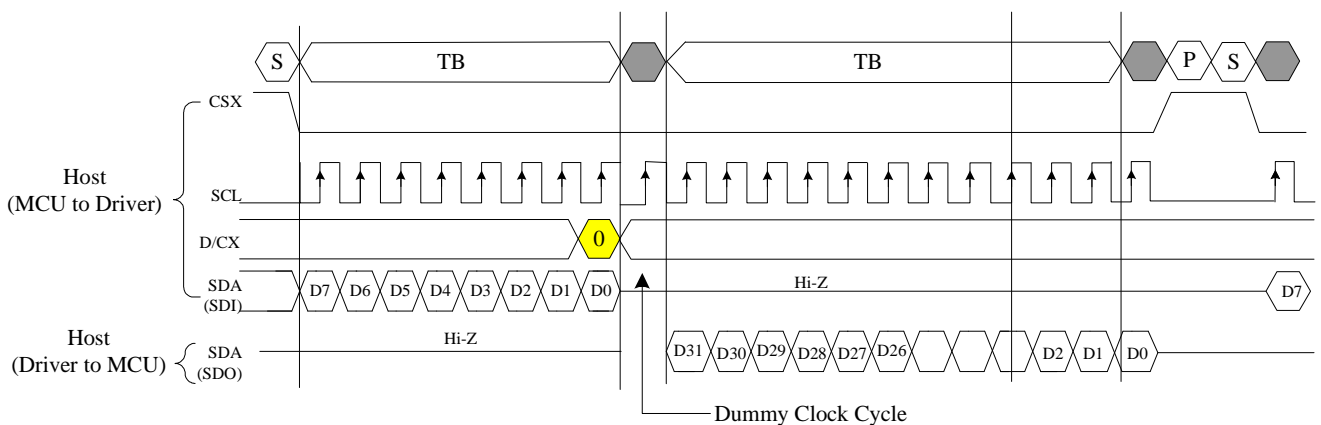 S TB TB P S
CSX
Host
(MCU to Driver)
SCL
D/CX 0
SDA
(SDI)
D7 D6 D5 D4 D3 D2 D1 D0 Hi-Z D7
Host
(Driver to MCU)
SDA
(SDO)
Hi-Z D31 D30 D29 D28 D27 D26 D2 D1 D0
Dummy Clock Cycle